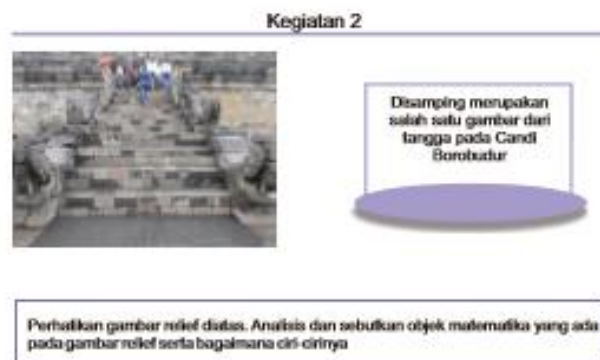 Kegiatan 2
Disamping merupakan
salah satu gambar dari
tangga pada Candi
Borobudur
Perhatikan gambar relief diatas. Analisis dan sebutkan objek matematika yang ada
pada gambar relief serta bagaimana ciri-cirinya